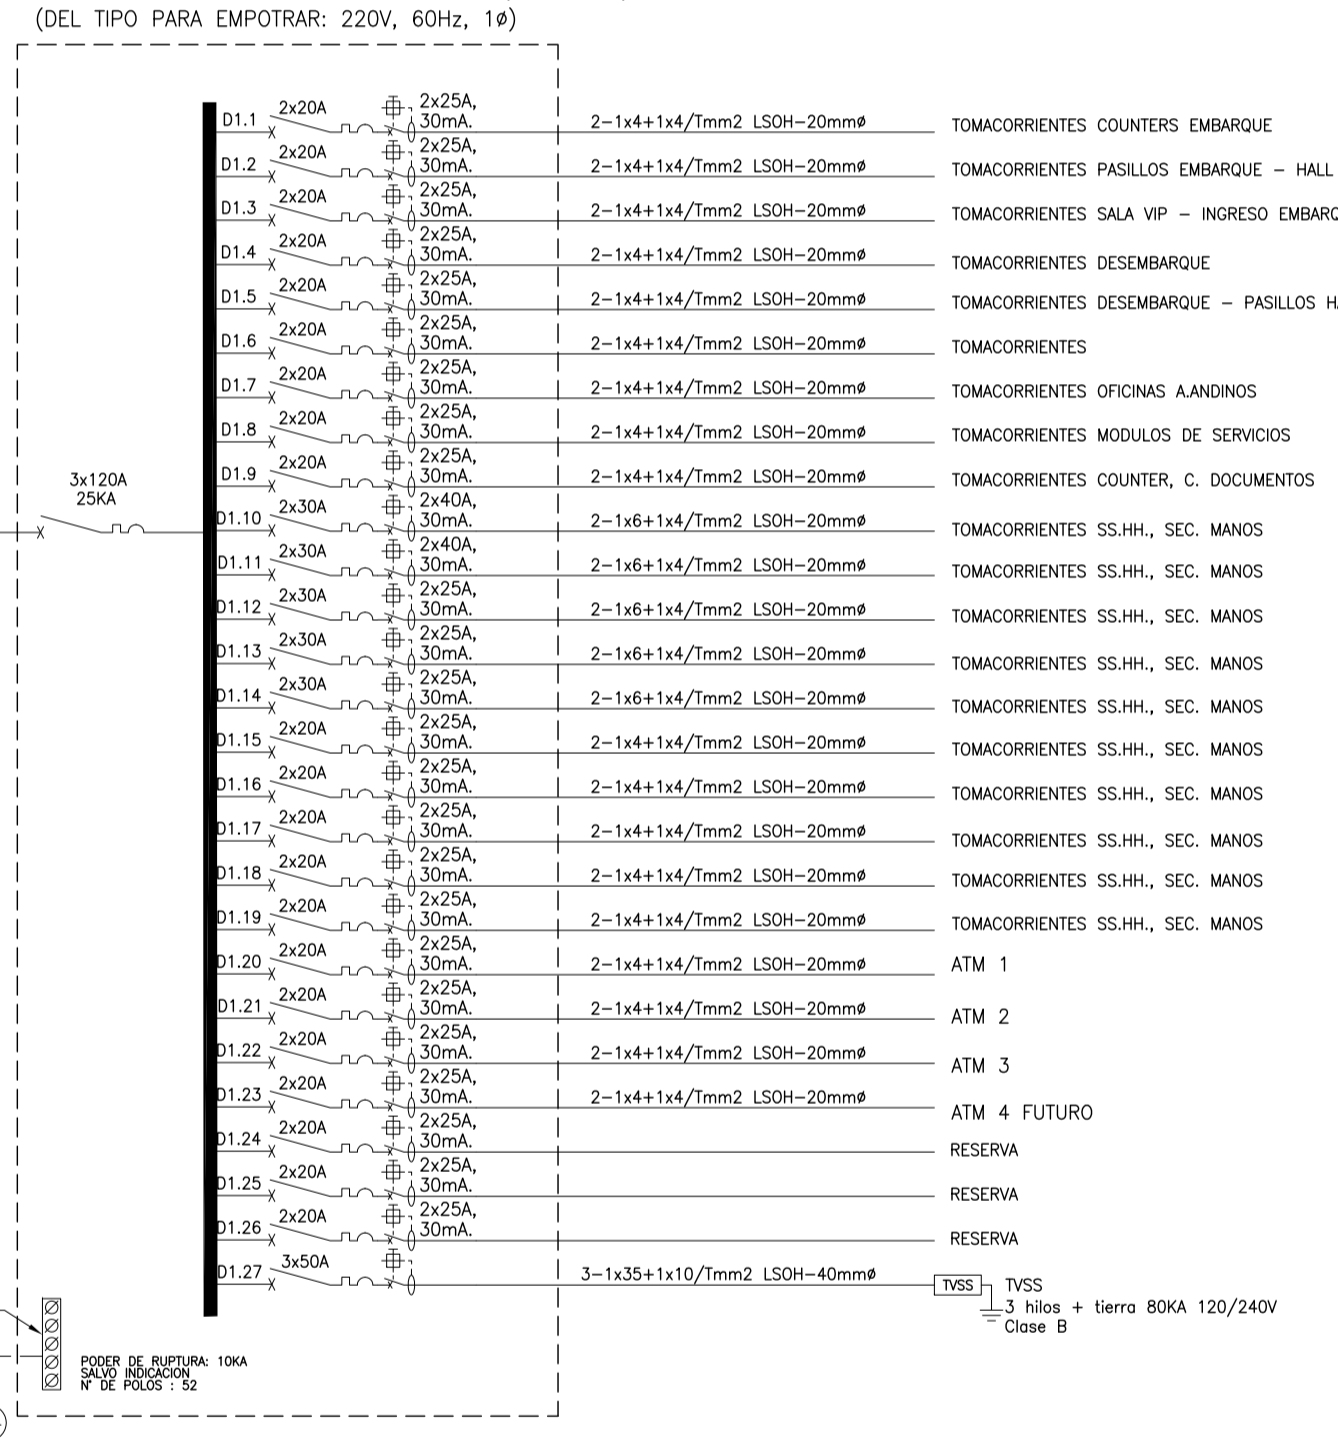 (DEL TIPO PARA EMPOTRAR: 220V, 60Hz, 1ø)
3x120A
25KA
D1.1 2x20A 2x25A, 30mA. 2-1x4+1x4/Tmm2 LSOH-20mmø TOMACORRIENTES COUNTERS EMBARQUE
D1.2 2x20A 2x25A, 30mA. 2-1x4+1x4/Tmm2 LSOH-20mmø TOMACORRIENTES PASILLOS EMBARQUE - HALL
D1.3 2x20A 2x25A, 30mA. 2-1x4+1x4/Tmm2 LSOH-20mmø TOMACORRIENTES SALA VIP - INGRESO
D1.4 2x20A 2x25A, 30mA. 2-1x4+1x4/Tmm2 LSOH-20mmø TOMACORRIENTES DESEMBARQUE
D1.5 2x20A 2x25A, 30mA. 2-1x4+1x4/Tmm2 LSOH-20mmø TOMACORRIENTES DESEMBARQUE - PASILLOS
D1.6 2x20A 2x25A, 30mA. 2-1x4+1x4/Tmm2 LSOH-20mmø TOMACORRIENTES
D1.7 2x20A 2x25A, 30mA. 2-1x4+1x4/Tmm2 LSOH-20mmø TOMACORRIENTES OFICINAS A.ANDINOS
D1.8 2x20A 2x25A, 30mA. 2-1x4+1x4/Tmm2 LSOH-20mmø TOMACORRIENTES MODULOS DE SERVICIOS
D1.9 2x20A 2x25A, 30mA. 2-1x4+1x4/Tmm2 LSOH-20mmø TOMACORRIENTES COUNTER, C. DOCUMENTOS
D1.10 2x30A 2x40A, 30mA. 2-1x6+1x4/Tmm2 LSOH-20mmø TOMACORRIENTES SS.HH., SEC. MANOS
D1.11 2x30A 2x40A, 30mA. 2-1x6+1x4/Tmm2 LSOH-20mmø TOMACORRIENTES SS.HH., SEC. MANOS
D1.12 2x30A 2x25A, 30mA. 2-1x6+1x4/Tmm2 LSOH-20mmø TOMACORRIENTES SS.HH., SEC. MANOS
D1.13 2x30A 2x25A, 30mA. 2-1x6+1x4/Tmm2 LSOH-20mmø TOMACORRIENTES SS.HH., SEC. MANOS
D1.14 2x30A 2x25A, 30mA. 2-1x6+1x4/Tmm2 LSOH-20mmø TOMACORRIENTES SS.HH., SEC. MANOS
D1.15 2x20A 2x25A, 30mA. 2-1x4+1x4/Tmm2 LSOH-20mmø TOMACORRIENTES SS.HH., SEC. MANOS
D1.16 2x20A 2x25A, 30mA. 2-1x4+1x4/Tmm2 LSOH-20mmø TOMACORRIENTES SS.HH., SEC. MANOS
D1.17 2x20A 2x25A, 30mA. 2-1x4+1x4/Tmm2 LSOH-20mmø TOMACORRIENTES SS.HH., SEC. MANOS
D1.18 2x20A 2x25A, 30mA. 2-1x4+1x4/Tmm2 LSOH-20mmø TOMACORRIENTES SS.HH., SEC. MANOS
D1.19 2x20A 2x25A, 30mA. 2-1x4+1x4/Tmm2 LSOH-20mmø TOMACORRIENTES SS.HH., SEC. MANOS
D1.20 2x20A 2x25A, 30mA. 2-1x4+1x4/Tmm2 LSOH-20mmø ATM 1
D1.21 2x20A 2x25A, 30mA. 2-1x4+1x4/Tmm2 LSOH-20mmø ATM 2
D1.22 2x20A 2x25A, 30mA. 2-1x4+1x4/Tmm2 LSOH-20mmø ATM 3
D1.23 2x20A 2x25A, 30mA. 2-1x4+1x4/Tmm2 LSOH-20mmø ATM 4 FUTURO
D1.24 2x20A 2x25A, 30mA. RESERVA
D1.25 2x20A 2x25A, 30mA. RESERVA
D1.26 2x20A 2x25A, 30mA. RESERVA
D1.27 3x50A 3-1x35+1x10/Tmm2 LSOH-40mmø TVSS TVSS
3 hilos + tierra 80KA 120/240V
Clase B
PODER DE RUPTURA: 10KA
SALVO INDICACION
N° DE POLOS : 52